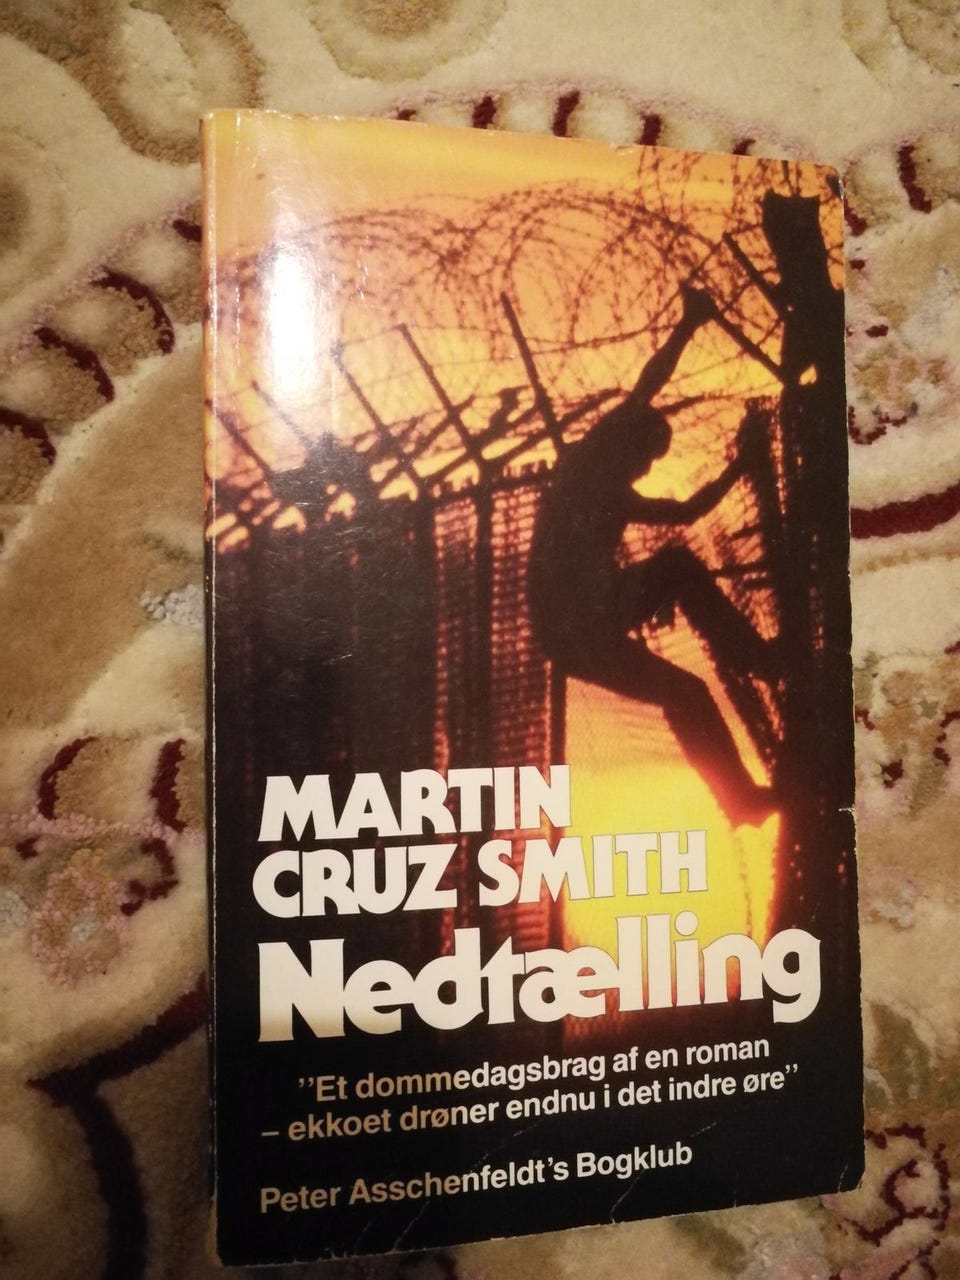 MARTIN
CRUZ SMITH
Nedtælling
”Et dommedagsbrag af en roman
– ekkoet drøner endnu i det indre øre”
Peter Asschenfeldt’s Bogklub